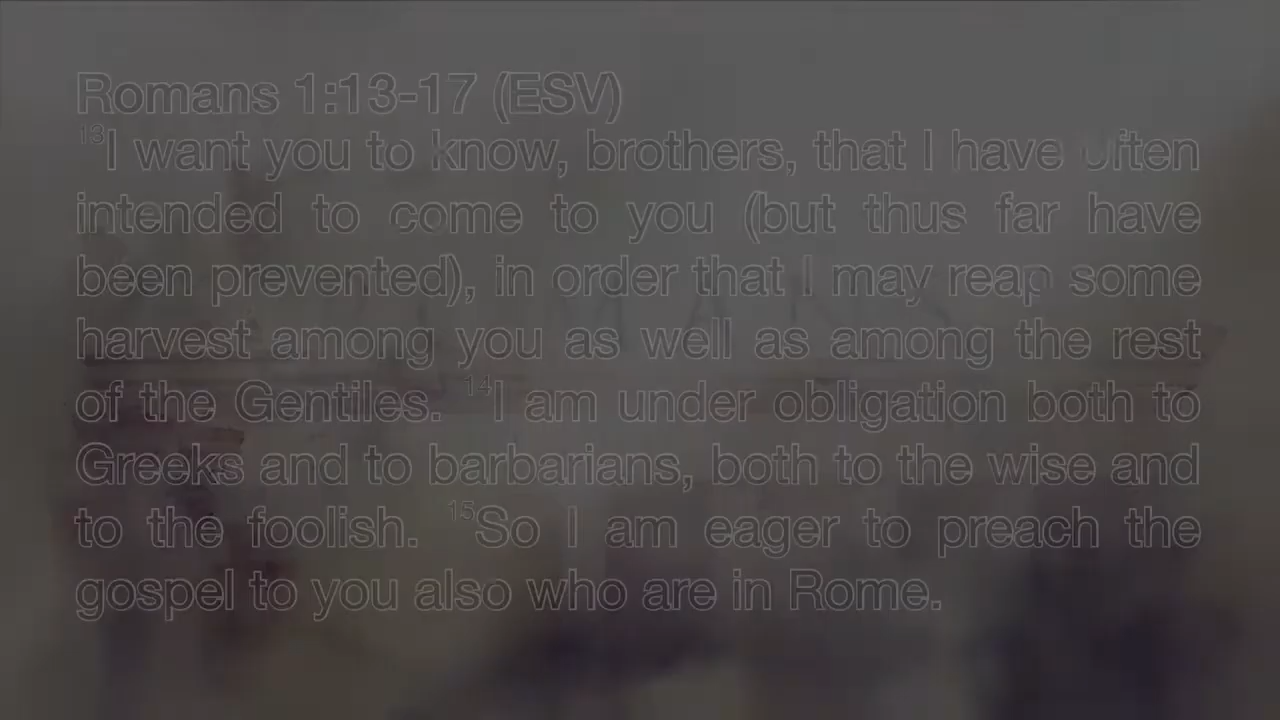 Romans 1:13-17 (ESV)
13I want you to know, brothers, that I have often
intended to come to you (but thus far have
been prevented), in order that I may reap some
harvest among you as well as among the rest
of the Gentiles. 14I am under obligation both to
Greeks and to barbarians, both to the wise and
to the foolish. 15So I am eager to preach the
gospel to you also who are in Rome.